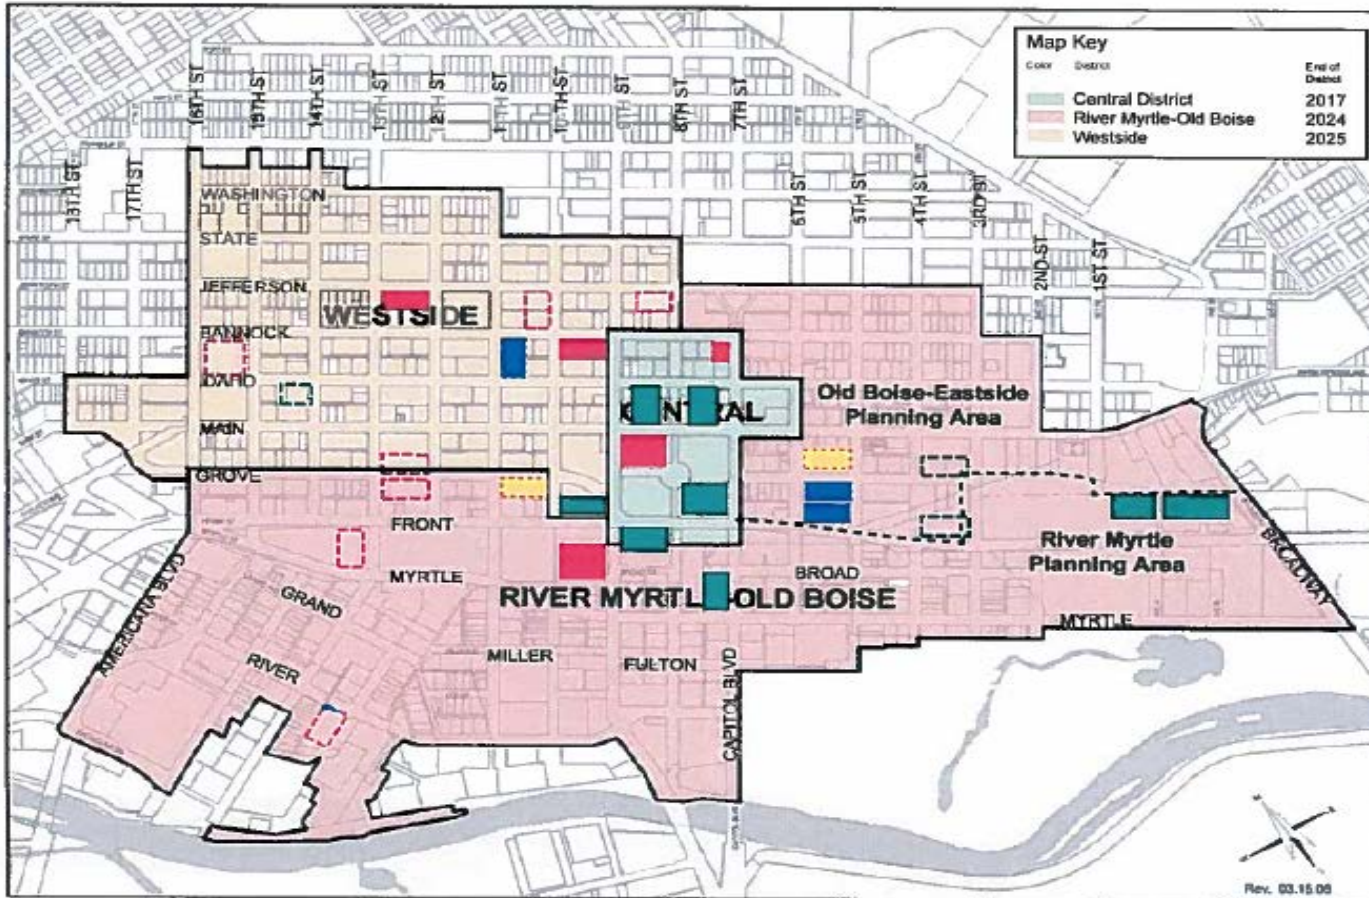 Map Key
Color District End of District
Central District 2017
River Myrtle-Old Boise 2024
Westside 2025
18TH ST
17TH ST
16TH ST
15TH ST
14TH ST
13TH ST
12TH ST
11TH ST
10TH ST
9TH ST
8TH ST
7TH ST
6TH ST
5TH ST
4TH ST
3RD ST
2ND ST
1ST ST
WASHINGTON
STATE
JEFFERSON
WESTSIDE
BANNOCK
IDAHO
MAIN
GROVE
CENTRAL
Old Boise-Eastside
Planning Area
FRONT
MYRTLE
GRAND
RIVER
AMERICANA BLVD
River Myrtle
Planning Area
BROAD
BROADWAY
RIVER MYRTLE-OLD BOISE
MYRTLE
MILLER
FULTON
CAPITOL BLVD
Rev. 03.15.06